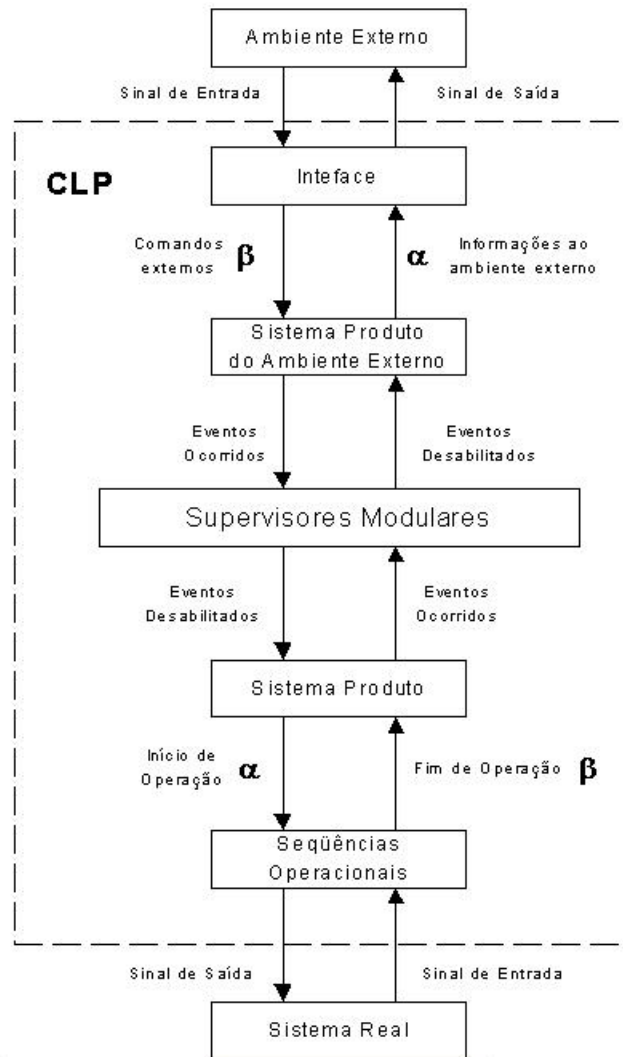 Ambiente Externo
Sinal de Entrada
Sinal de Saída
CLP
Inteface
Comandos
externos
β
α
Informações ao
ambiente externo
Sistema Produto
do Ambiente Externo
Eventos
Ocorridos
Eventos
Desabilitados
Supervisores Modulares
Eventos
Desabilitados
Eventos
Ocorridos
Sistema Produto
Início de
Operação
α
Fim de Operação
β
Seqüências
Operacionais
Sinal de Saída
Sinal de Entrada
Sistema Real